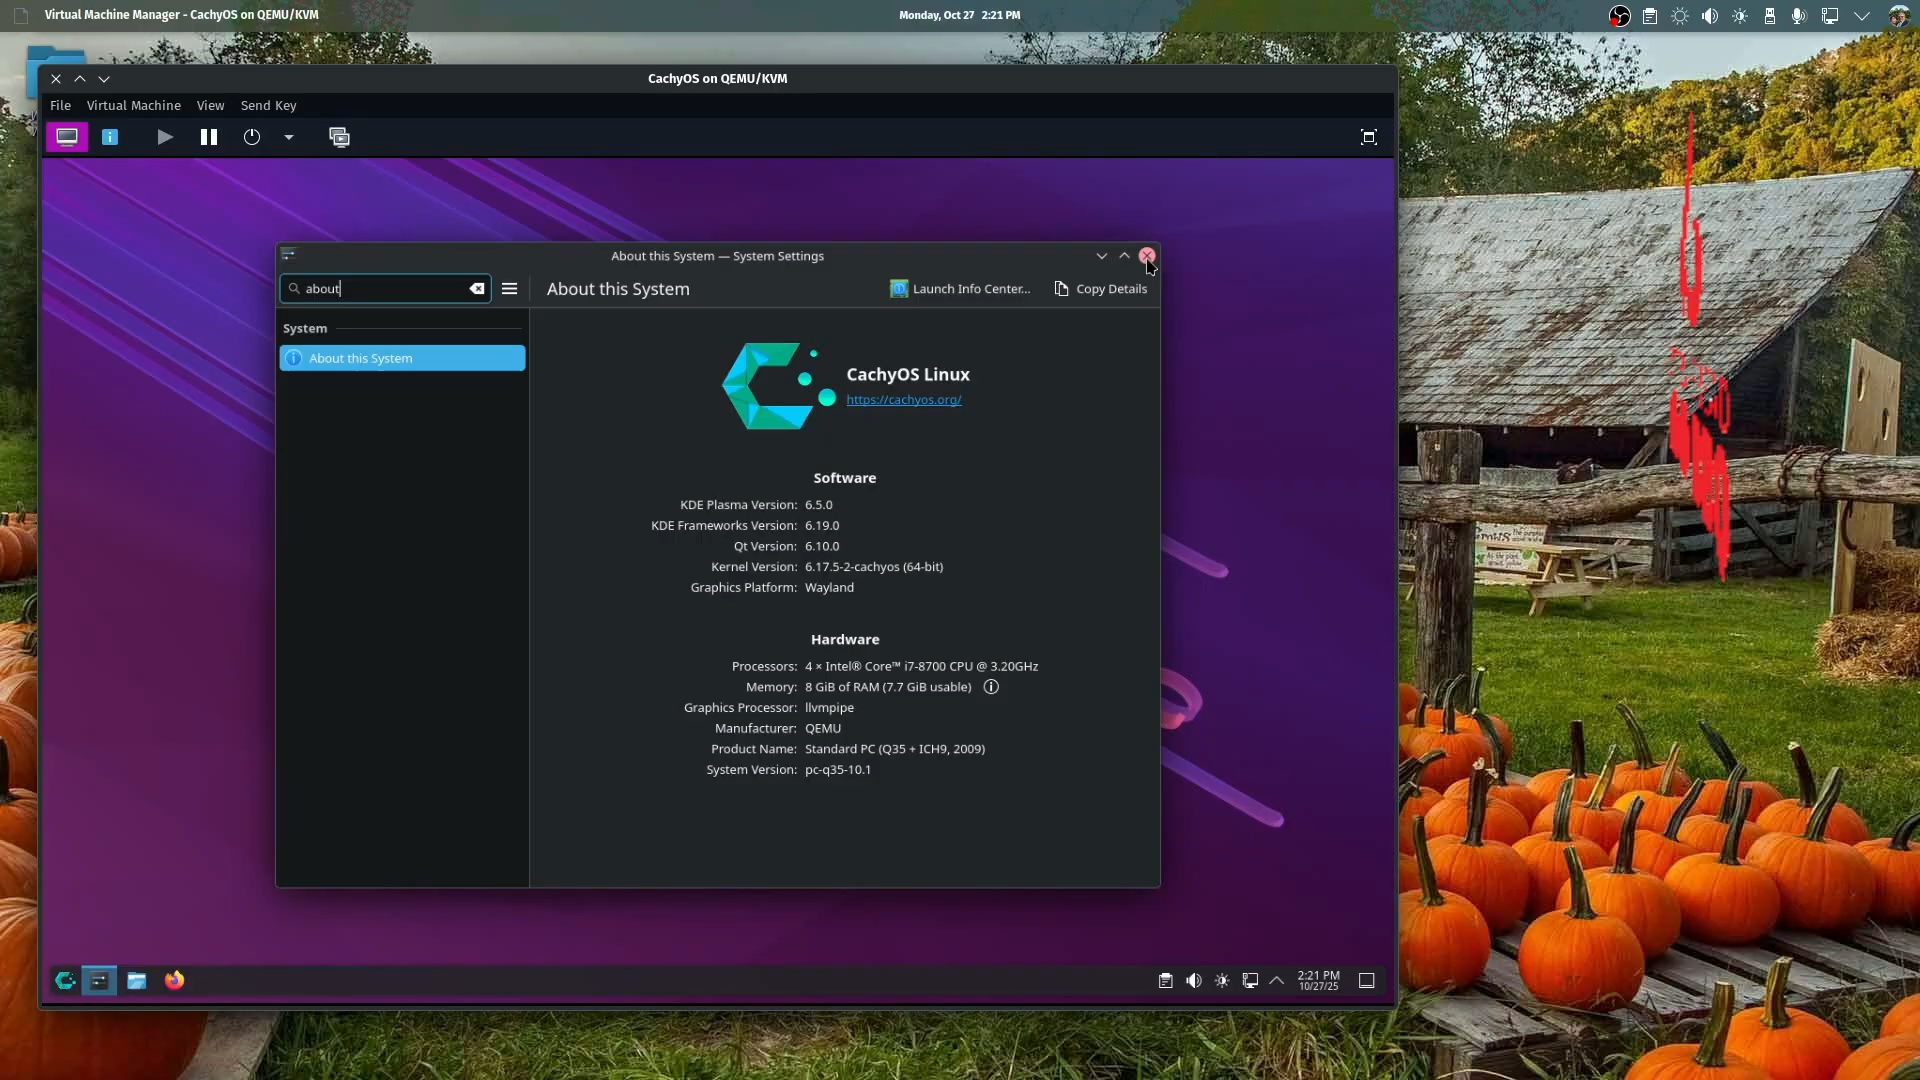 Virtual Machine Manager - CachyOS on QEMU/KVM
Monday, Oct 27 2:21 PM
CachyOS on QEMU/KVM
File Virtual Machine View Send Key
About this System — System Settings
about
About this System
Launch Info Center...
Copy Details
System
About this System
CachyOS Linux
https://cachyos.org/
Software
KDE Plasma Version: 6.5.0
KDE Frameworks Version: 6.19.0
Qt Version: 6.10.0
Kernel Version: 6.17.5-2-cachyos (64-bit)
Graphics Platform: Wayland
Hardware
Processors: 4 × Intel® Core™ i7-8700 CPU @ 3.20GHz
Memory: 8 GiB of RAM (7.7 GiB usable)
Graphics Processor: llvmpipe
Manufacturer: QEMU
Product Name: Standard PC (Q35 + ICH9, 2009)
System Version: pc-q35-10.1
2:21 PM
10/27/25